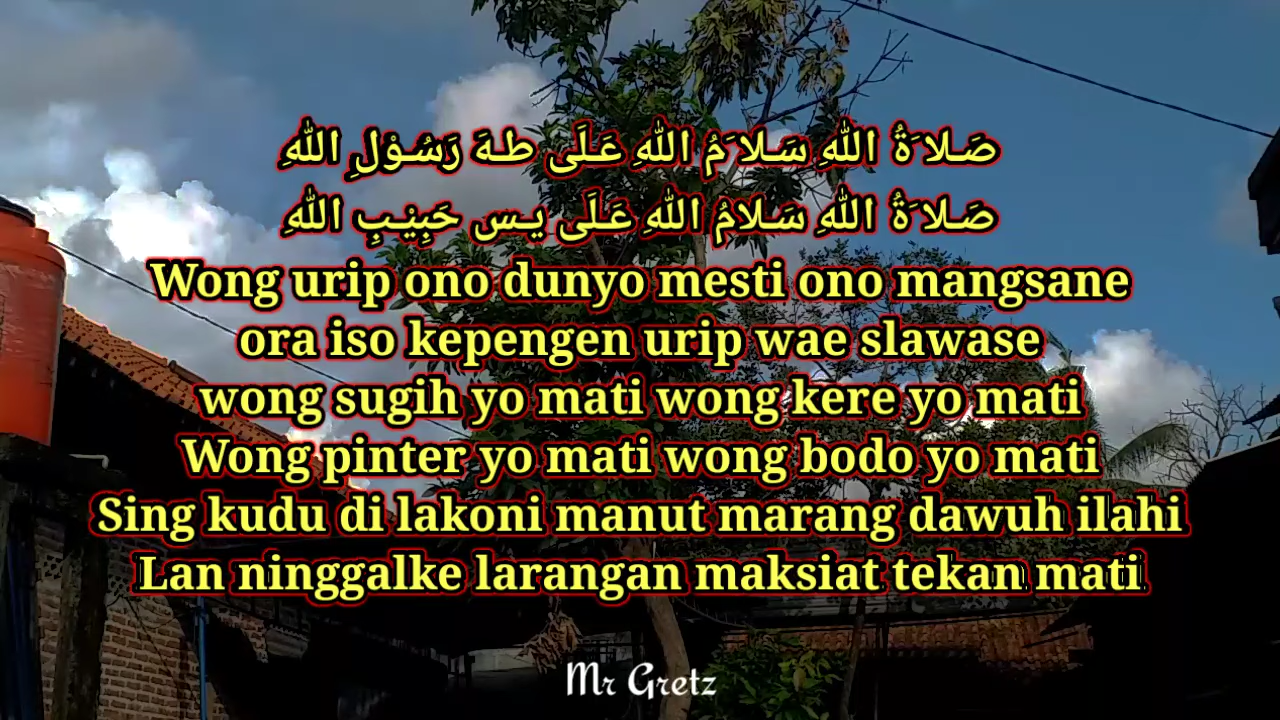 صَلاَةُ اللهِ سَلاَمُ اللهِ عَلَى طهَ رَسُوْلِ اللهِ
صَلاَةُ اللهِ سَلامُ اللهِ عَلَى يس حَبِيْبِ اللهِ
Wong urip ono dunyo mesti ono mangsane
ora iso kepengen urip wae slawase
wong sugih yo mati wong kere yo mati
Wong pinter yo mati wong bodo yo mati
Sing kudu di lakoni manut marang dawuh ilahi
Lan ninggalke larangan maksiat tekan mati
Mr Gretz